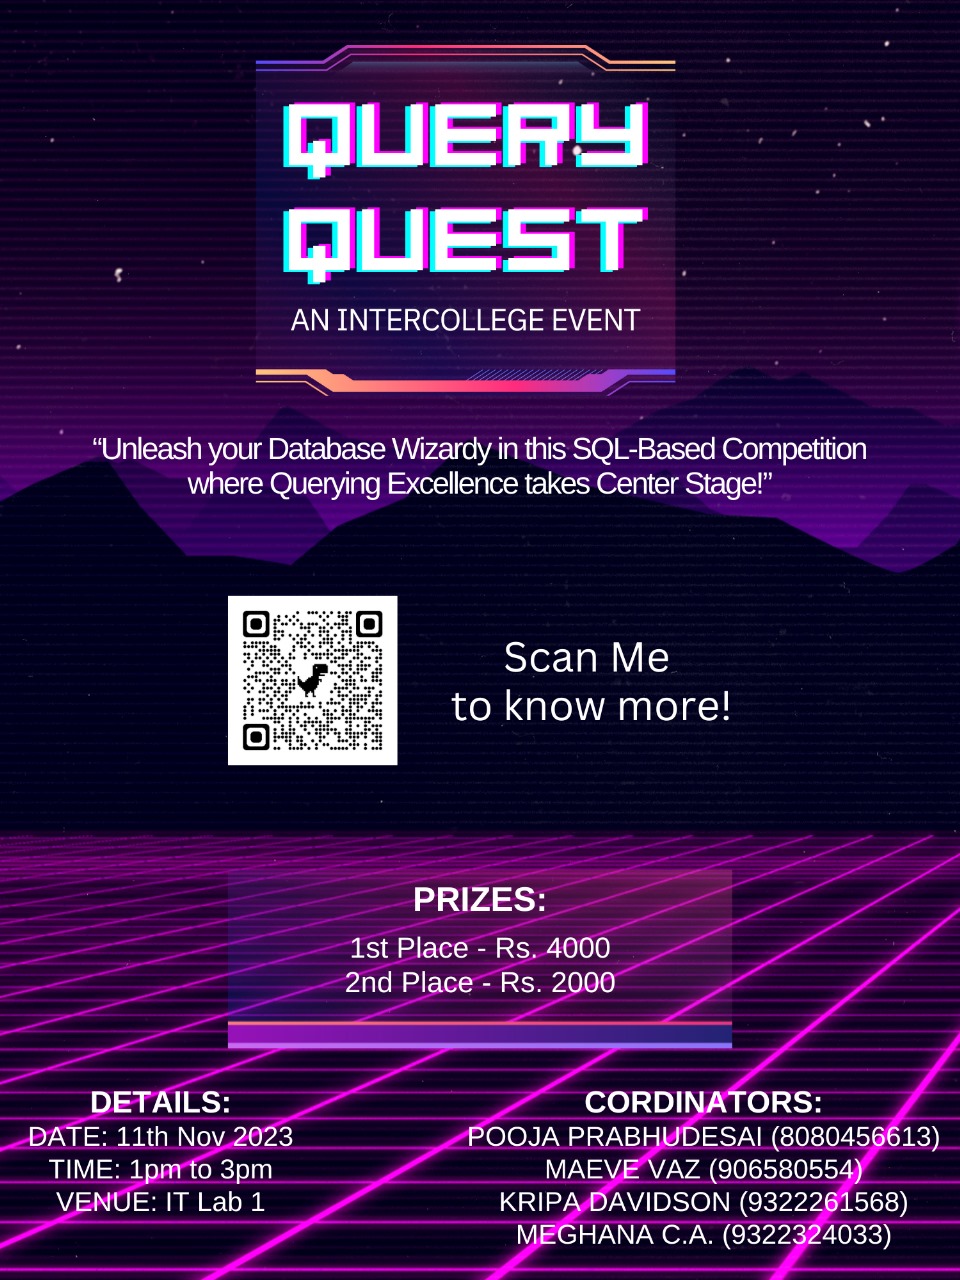 QUERY
QUEST
AN INTERCOLLEGE EVENT
“Unleash your Database Wizardy in this SQL-Based Competition
where Querying Excellence takes Center Stage!”
Scan Me
to know more!
PRIZES:
1st Place - Rs. 4000
2nd Place - Rs. 2000
DETAILS:
DATE: 11th Nov 2023
TIME: 1pm to 3pm
VENUE: IT Lab 1
CORDINATORS:
POOJA PRABHUDESAI (8080456613)
MAEVE VAZ (906580554)
KRIPA DAVIDSON (9322261568)
MEGHANA C.A. (9322324033)